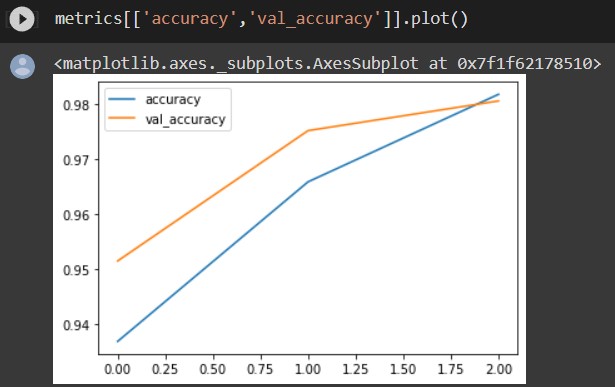 metrics[['accuracy','val_accuracy']].plot()
<matplotlib.axes._subplots.AxesSubplot at 0x7f1f62178510>
accuracy
val_accuracy
0.98
0.97
0.96
0.95
0.94
0.00 0.25 0.50 0.75 1.00 1.25 1.50 1.75 2.00